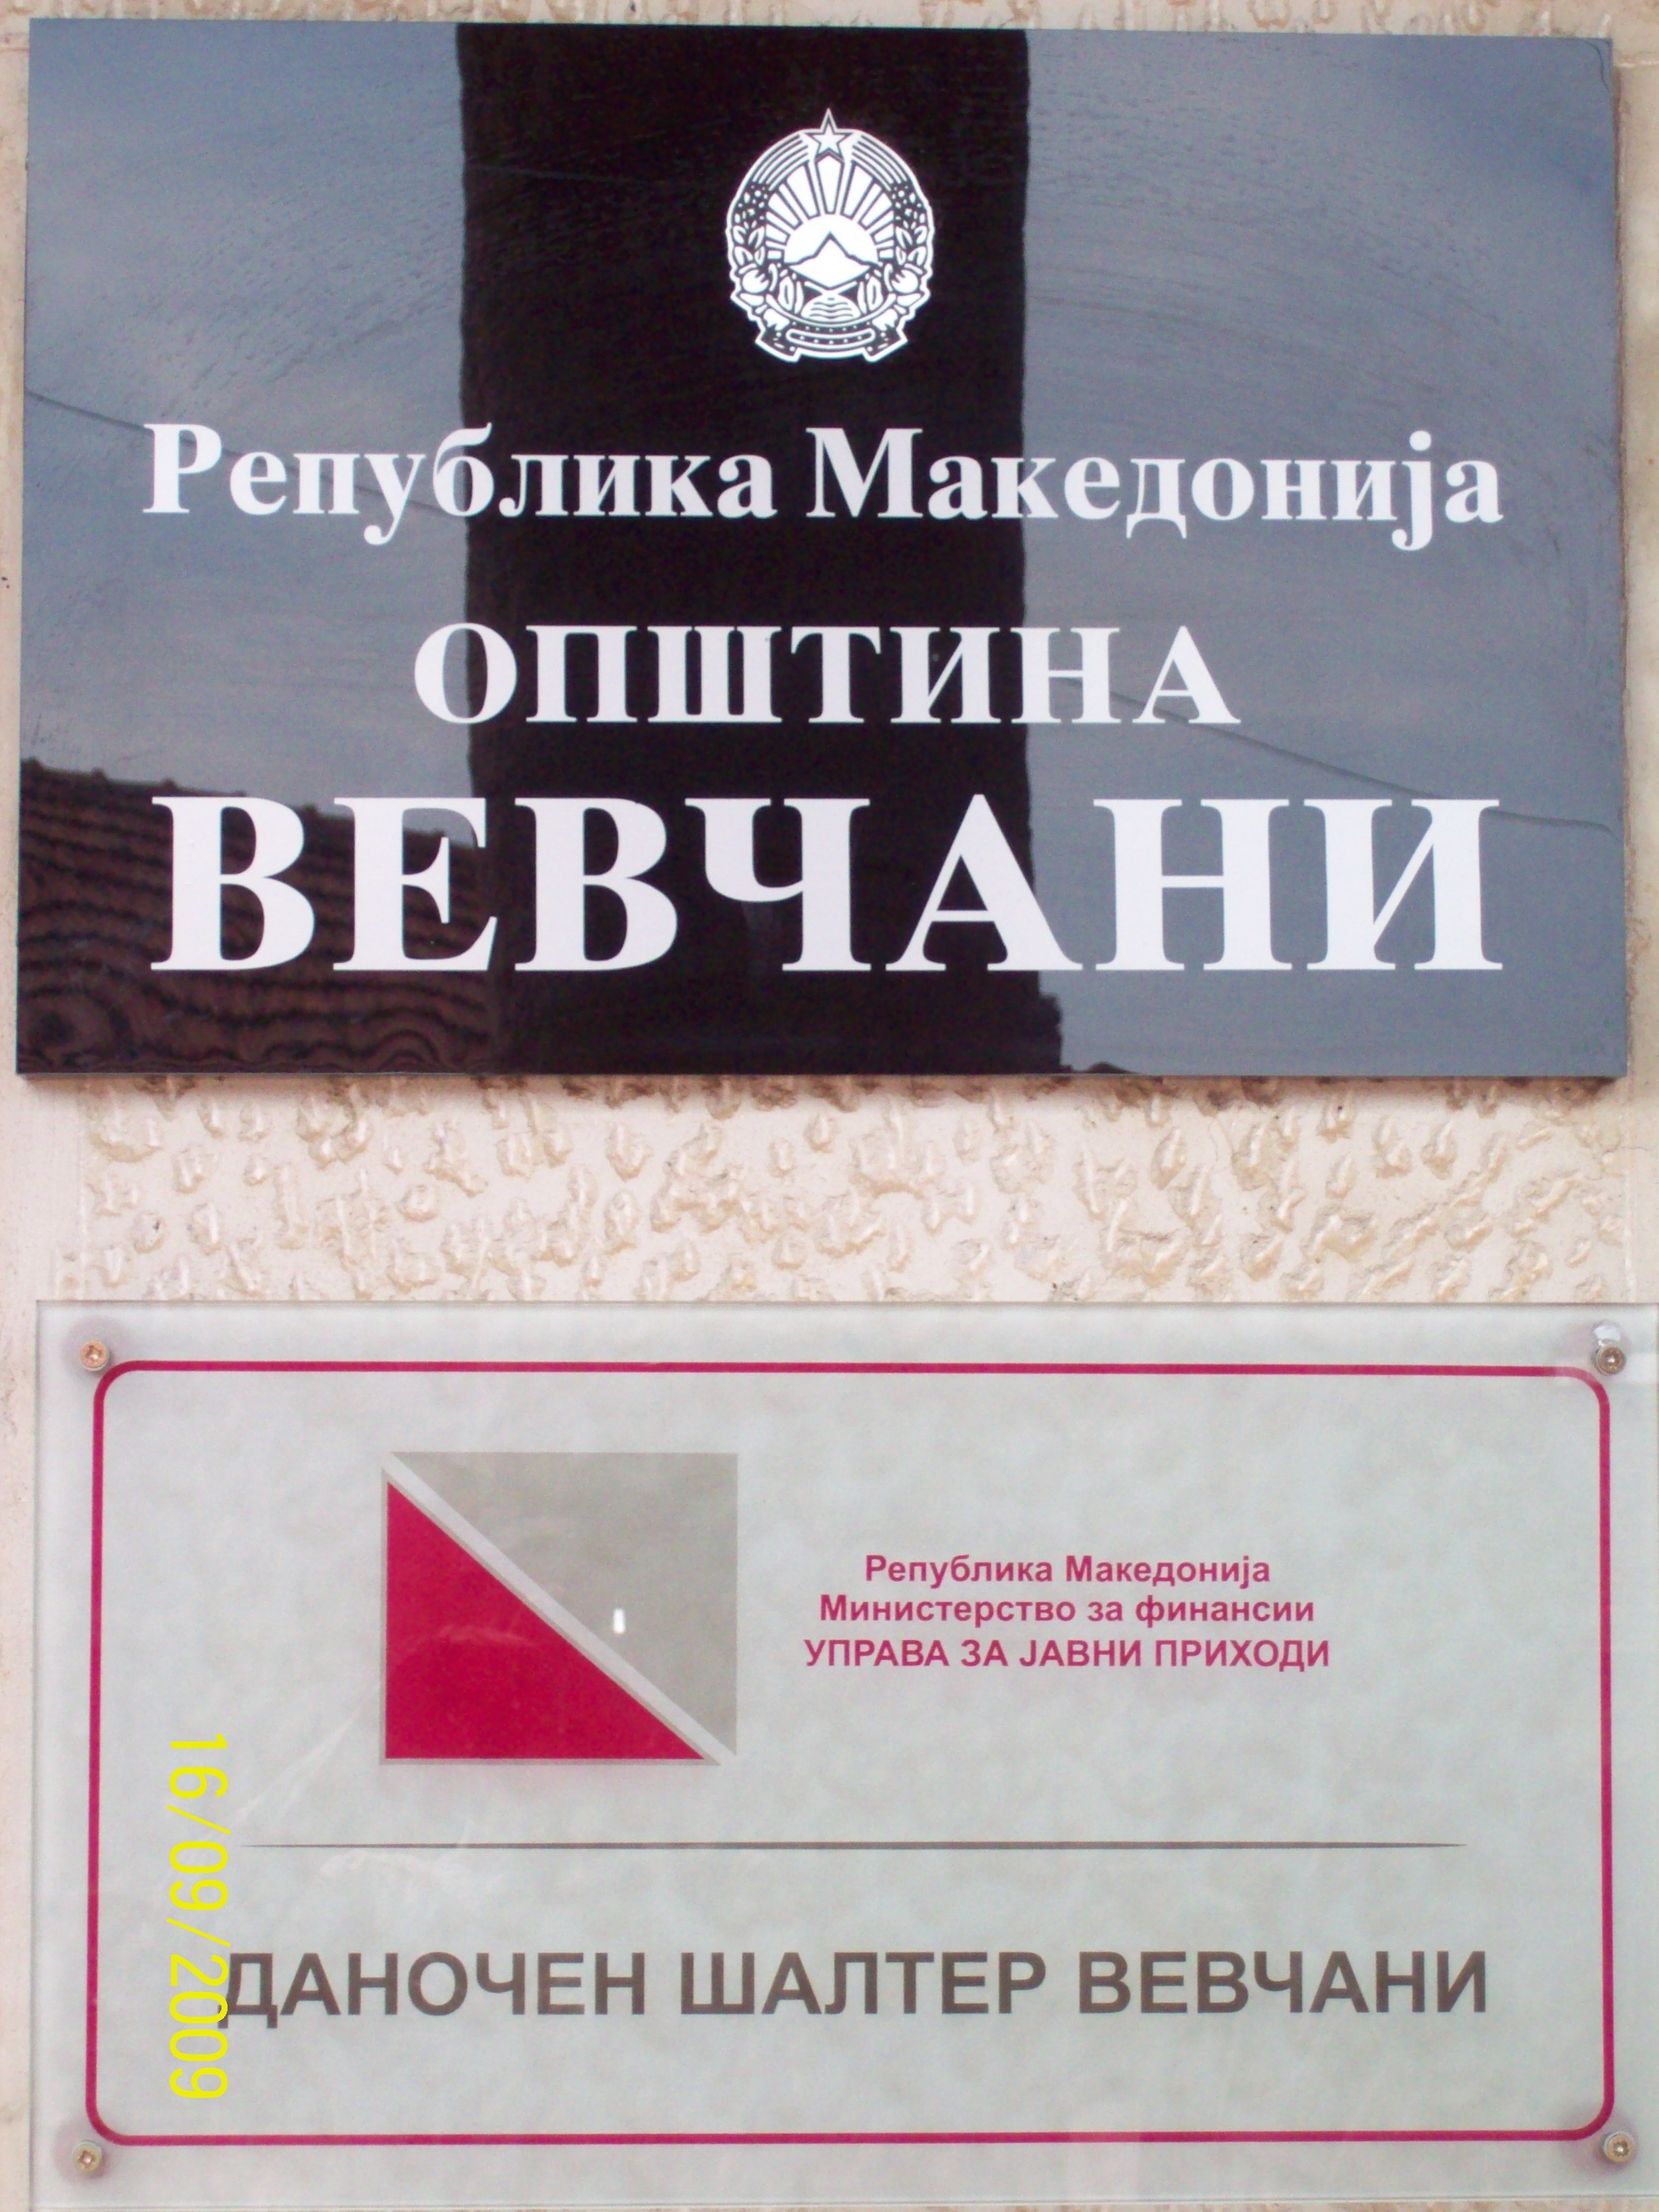 Република Македонија
ОПШТИНА
ВЕВЧАНИ
Република Македонија
Министерство за финансии
УПРАВА ЗА ЈАВНИ ПРИХОДИ
ДАНОЧЕН ШАЛТЕР ВЕВЧАНИ
16/09/2009